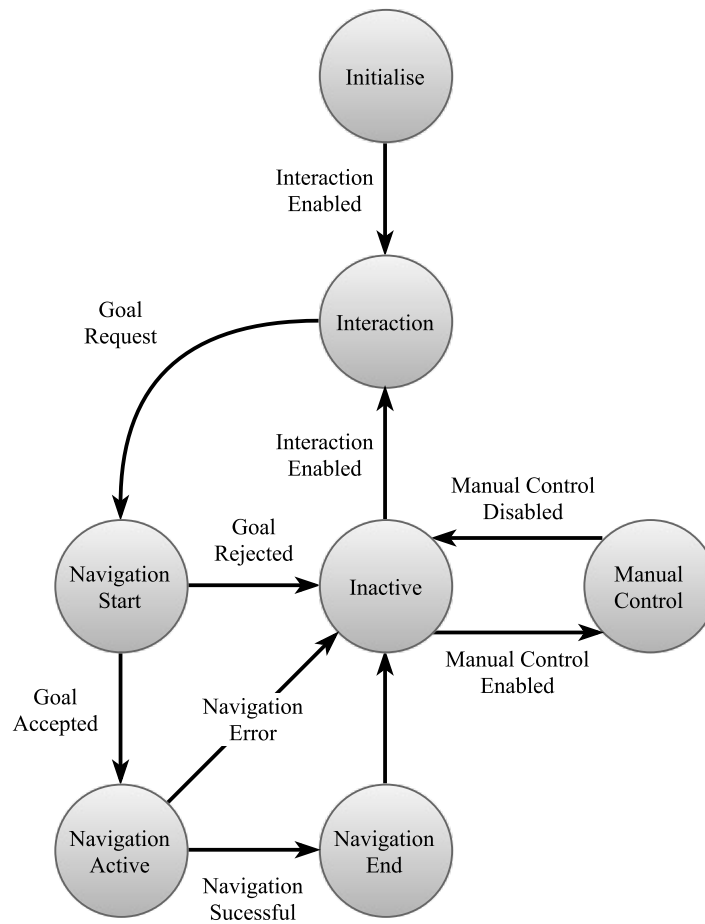 Initialise
Interaction
Enabled
Goal
Request
Interaction
Interaction
Enabled
Manual Control
Disabled
Goal
Rejected
Navigation
Start
Inactive
Manual
Control
Manual Control
Enabled
Goal
Accepted
Navigation
Error
Navigation
Active
Navigation
End
Navigation
Sucessful